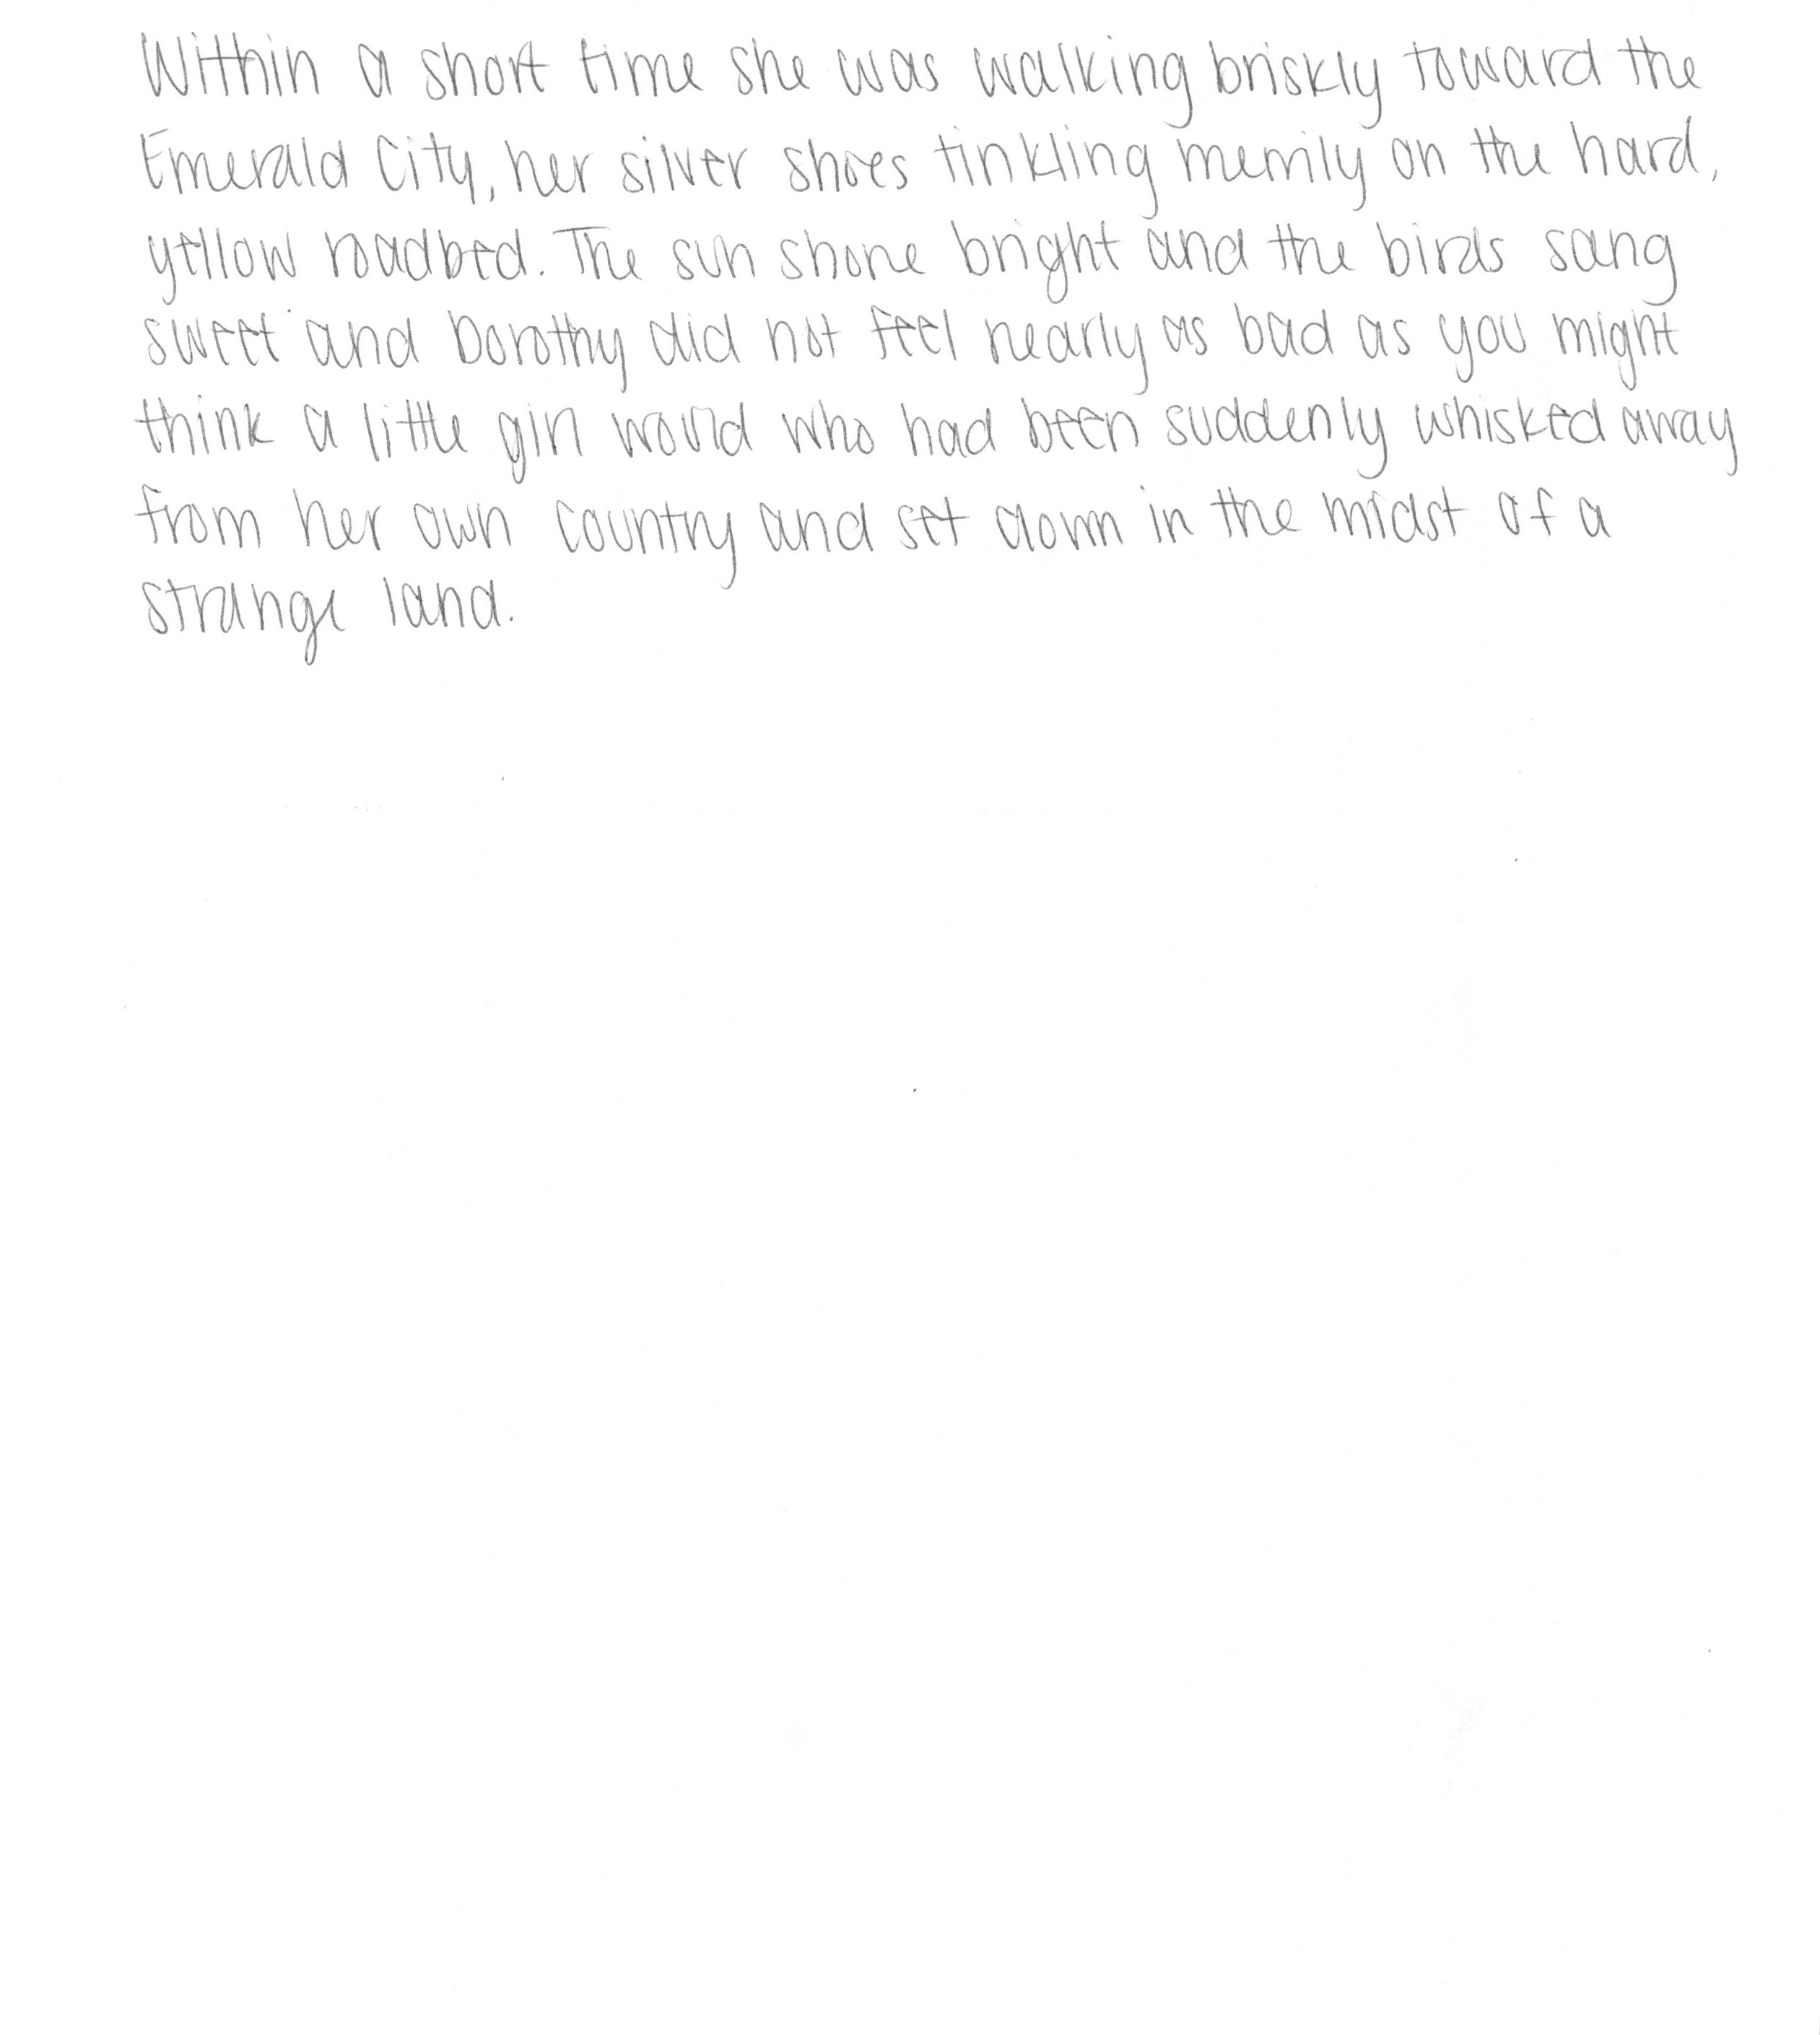 Within a short time she was walking briskly toward the
Emerald City, her silver shoes tinkling merrily on the hard,
yellow roadbed. The sun shone bright and the birds sang
sweet and Dorothy did not feel nearly as bad as you might
think a little girl would who had been suddenly whisked away
from her own country and set down in the midst of a
strange land.